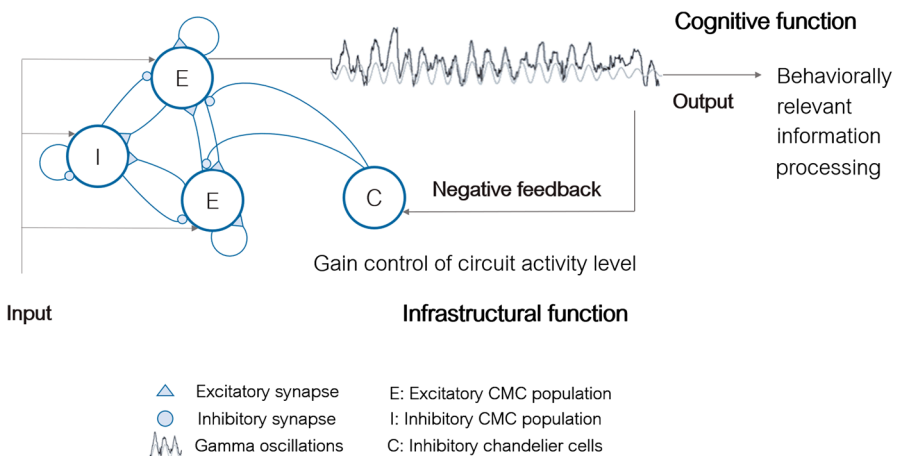 Cognitive function
E
Behaviorally
relevant
information
processing
Output
I
E
C
Negative feedback
Gain control of circuit activity level
Input
Infrastructural function
Excitatory synapse
E: Excitatory CMC population
Inhibitory synapse
I: Inhibitory CMC population
Gamma oscillations
C: Inhibitory chandelier cells